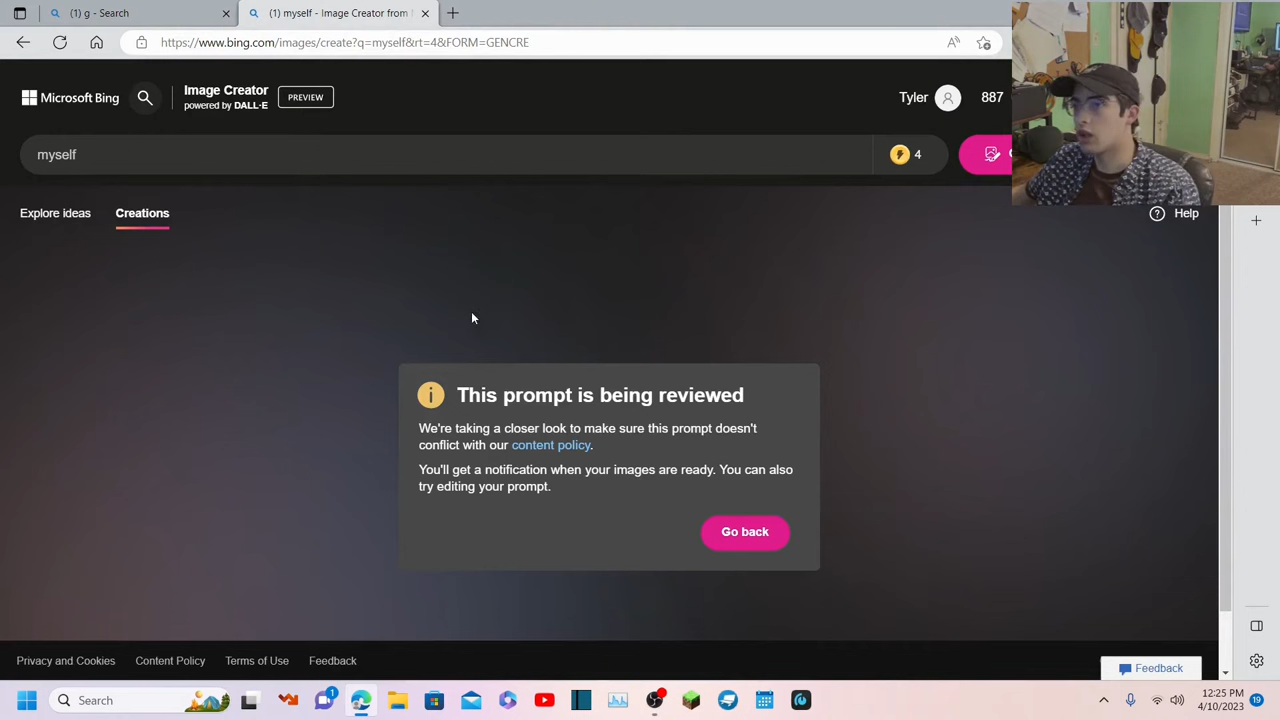 g - Search
myself - Image Creator from
https://www.bing.com/images/create?q=myself&rt=4&FORM=GENCRE
Microsoft Bing
Image Creator
powered by DALL·E
PREVIEW
Tyler
887
myself
4
Explore ideas
Creations
Help
This prompt is being reviewed
We're taking a closer look to make sure this prompt doesn't
conflict with our content policy.
You'll get a notification when your images are ready. You can also
try editing your prompt.
Go back
Privacy and Cookies
Content Policy
Terms of Use
Feedback
Feedback
Search
1
12:25 PM
4/10/2023
19